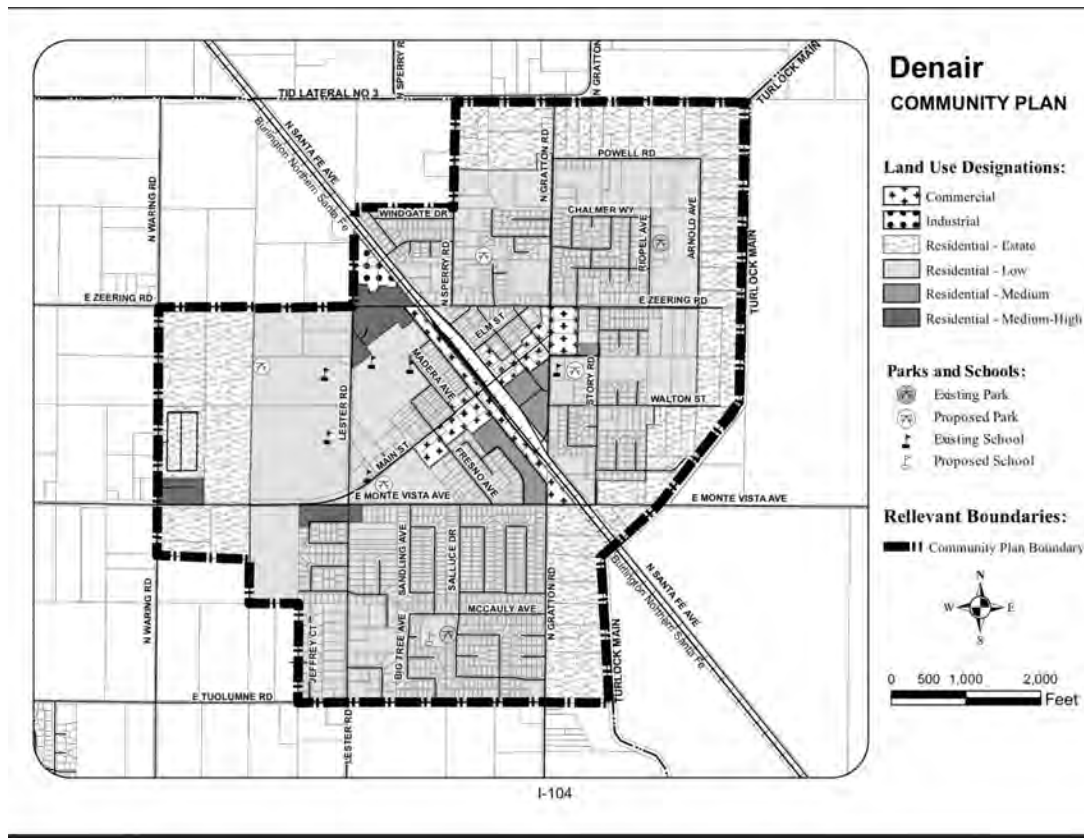 Denair
COMMUNITY PLAN
Land Use Designations:
Commercial
Industrial
Residential - Estate
Residential - Low
Residential - Medium
Residential - Medium-High
Parks and Schools:
Existing Park
Proposed Park
Existing School
Proposed School
Rellevant Boundaries:
Community Plan Boundary
N
W E
S
0 500 1,000 2,000
Feet
N SPERRY R
N GRATTON R
TURLOCK MAIN
TID LATERAL NO 3
N SANTA FE AVE
Burlington Northern Santa Fe
N WARING RD
N GRATTON RD
POWELL RD
WINDGATE DR
CHALMER WY
N SPERRY RD
RIOPEL AVE
ARNOLD AVE
TURLOCK MAIN
E ZEERING RD
E ZEERING RD
ELM ST
MADERA AVE
STORY RD
WALTON ST
LESTER RD
MAIN ST
FRESNO AVE
E MONTE VISTA AVE
E MONTE VISTA AVE
SANDLING AVE
SALLUCE DR
N WARING RD
MCCAULY AVE
N GRATTON RD
N SANTA FE AVE
Burlington Northern Santa Fe
JEFFREY CT
BIG TREE AVE
TURLOCK MAIN
E TUOLUMNE RD
LESTER RD
I-104